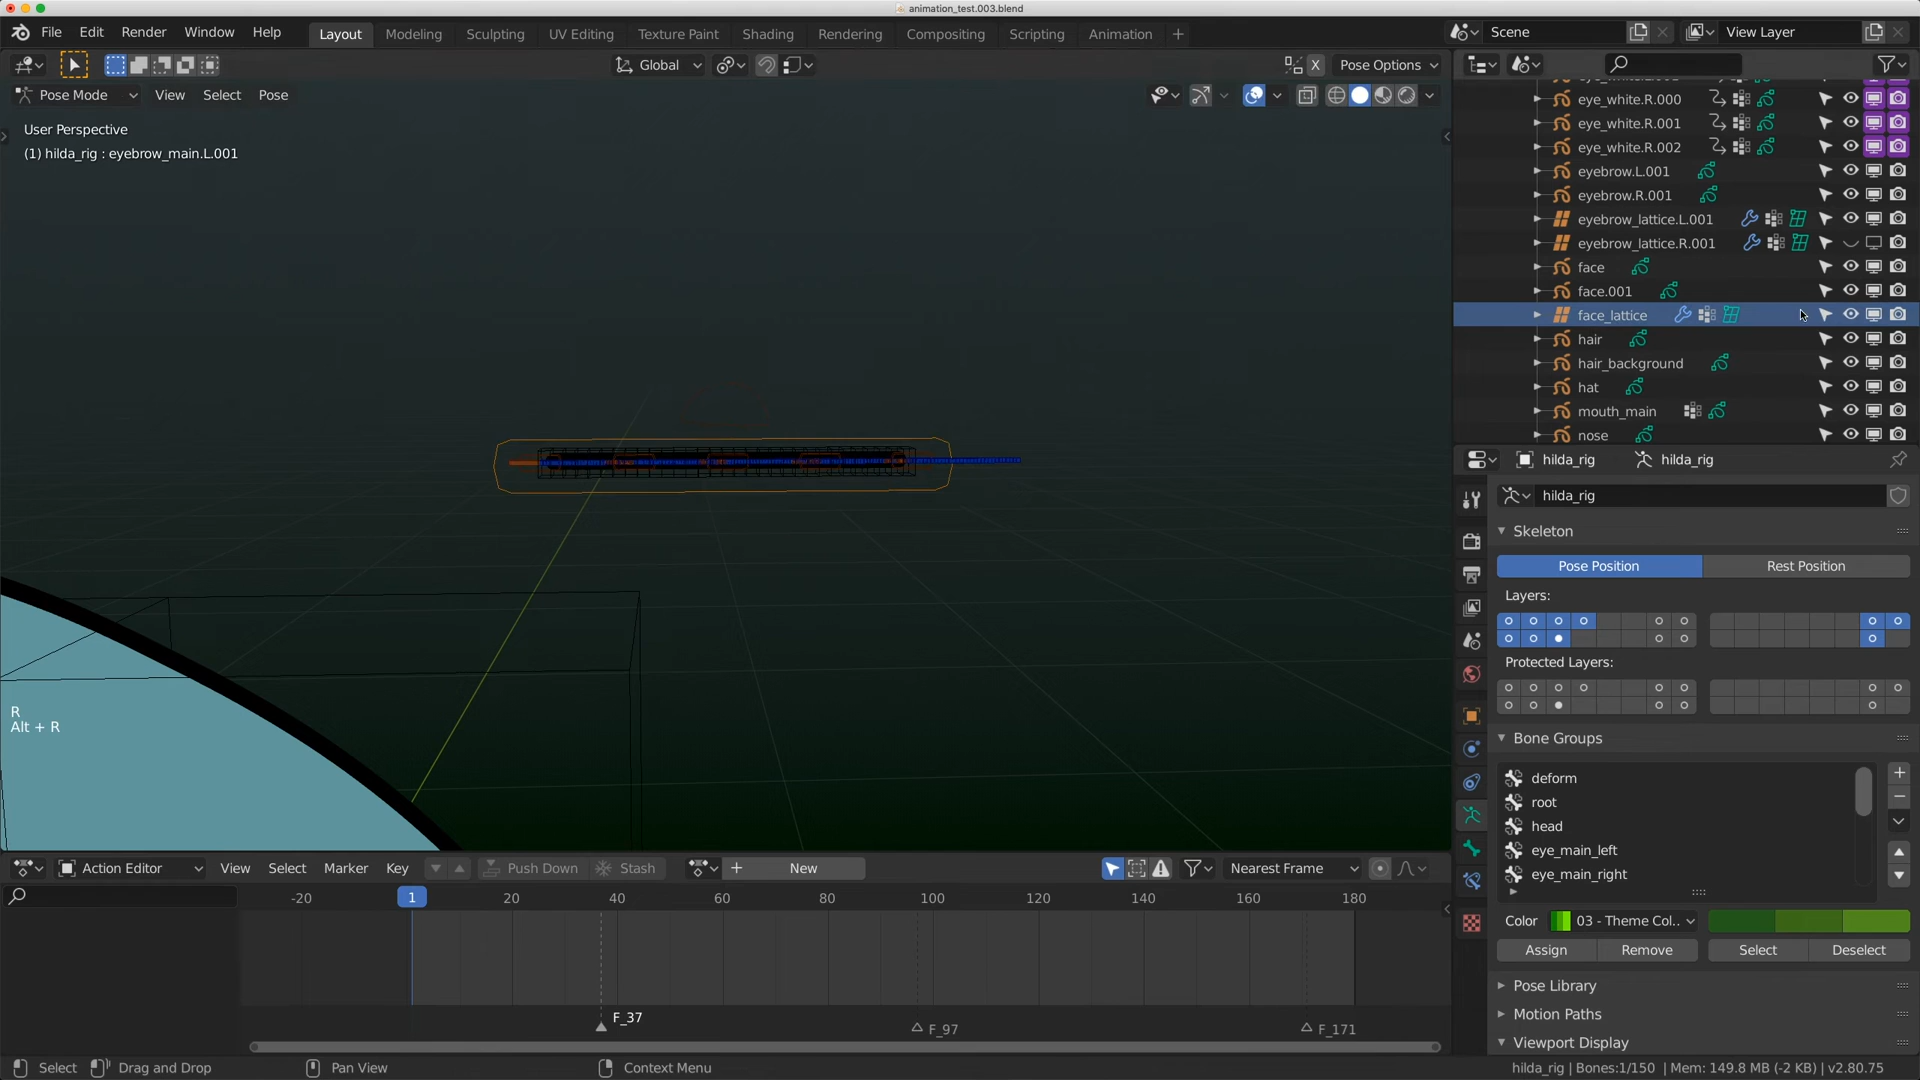 animation_test.003.blend
File Edit Render Window Help
Layout Modeling Sculpting UV Editing Texture Paint Shading Rendering Compositing Scripting Animation +
Scene View Layer
Global X Pose Options
Pose Mode View Select Pose
User Perspective
(1) hilda_rig : eyebrow_main.L.001
eye_white.R.000
eye_white.R.001
eye_white.R.002
eyebrow.L.001
eyebrow.R.001
eyebrow_lattice.L.001
eyebrow_lattice.R.001
face
face.001
face_lattice
hair
hair_background
hat
mouth_main
nose
hilda_rig hilda_rig
hilda_rig
Skeleton
Pose Position Rest Position
Layers:
Protected Layers:
Bone Groups
deform
root
head
eye_main_left
eye_main_right
Color 03 - Theme Col..
Assign Remove Select Deselect
Pose Library
Motion Paths
Viewport Display
R
Alt + R
Action Editor View Select Marker Key Push Down Stash + New Nearest Frame
-20 1 20 40 60 80 100 120 140 160 180
F_37
F_97 F_171
Select Drag and Drop Pan View Context Menu hilda_rig | Bones:1/150 | Mem: 149.8 MB (-2 KB) | v2.80.75